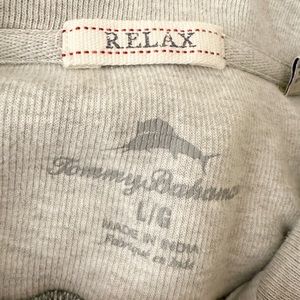 RELAX
Tommy Bahama
L/G
MADE IN INDIA
Fabriqué en Inde